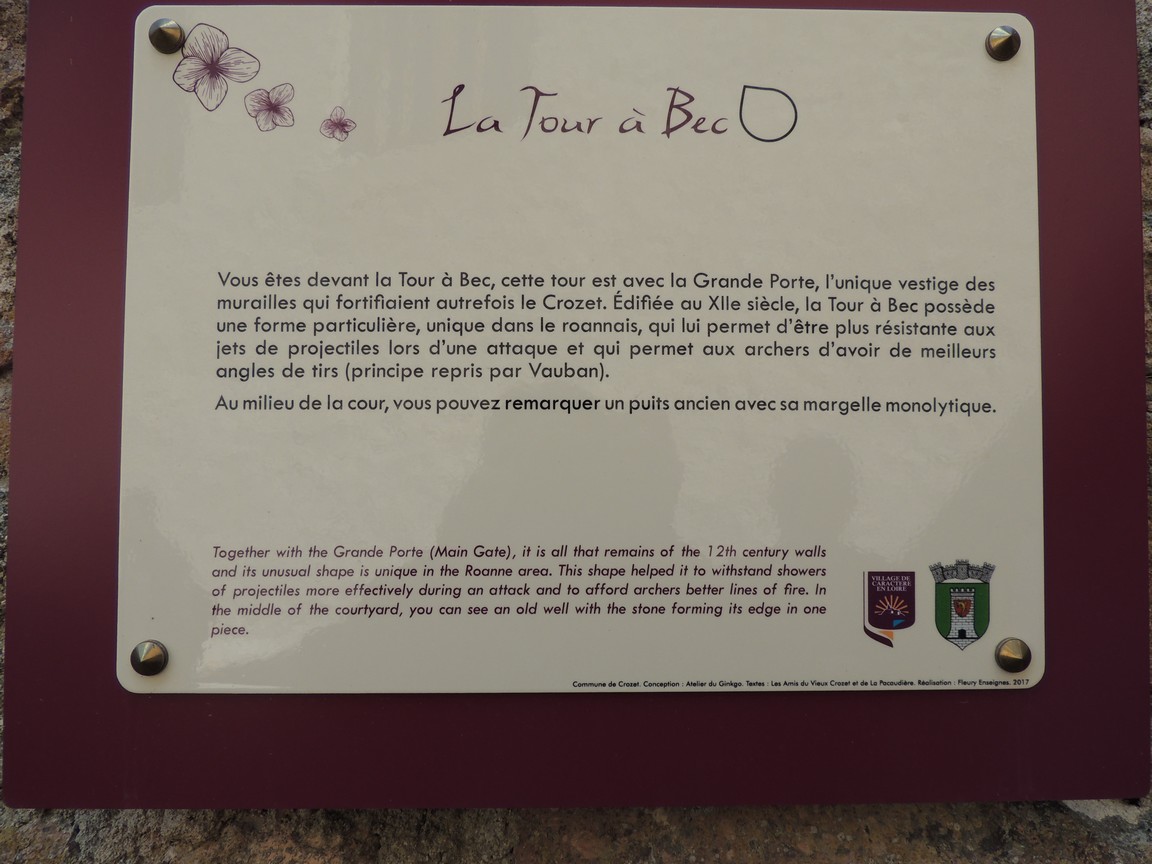 La Tour à Bec
Vous êtes devant la Tour à Bec, cette tour est avec la Grande Porte, l'unique vestige des
murailles qui fortifiaient autrefois le Crozet. Édifiée au XIIe siècle, la Tour à Bec possède
une forme particulière, unique dans le roannais, qui lui permet d'être plus résistante aux
jets de projectiles lors d'une attaque et qui permet aux archers d'avoir de meilleurs
angles de tirs (principe repris par Vauban).
Au milieu de la cour, vous pouvez remarquer un puits ancien avec sa margelle monolytique.
Together with the Grande Porte (Main Gate), it is all that remains of the 12th century walls
and its unusual shape is unique in the Roanne area. This shape helped it to withstand showers
of projectiles more effectively during an attack and to afford archers better lines of fire. In
the middle of the courtyard, you can see an old well with the stone forming its edge in one
piece.
VILLAGE DE
CARACTÈRE
EN LOIRE
Commune de Crozet. Conception : Atelier du Ginkgo. Textes : Les Amis du Vieux Crozet et de La Pacaudière. Réalisation : Fleury Enseignes. 2017